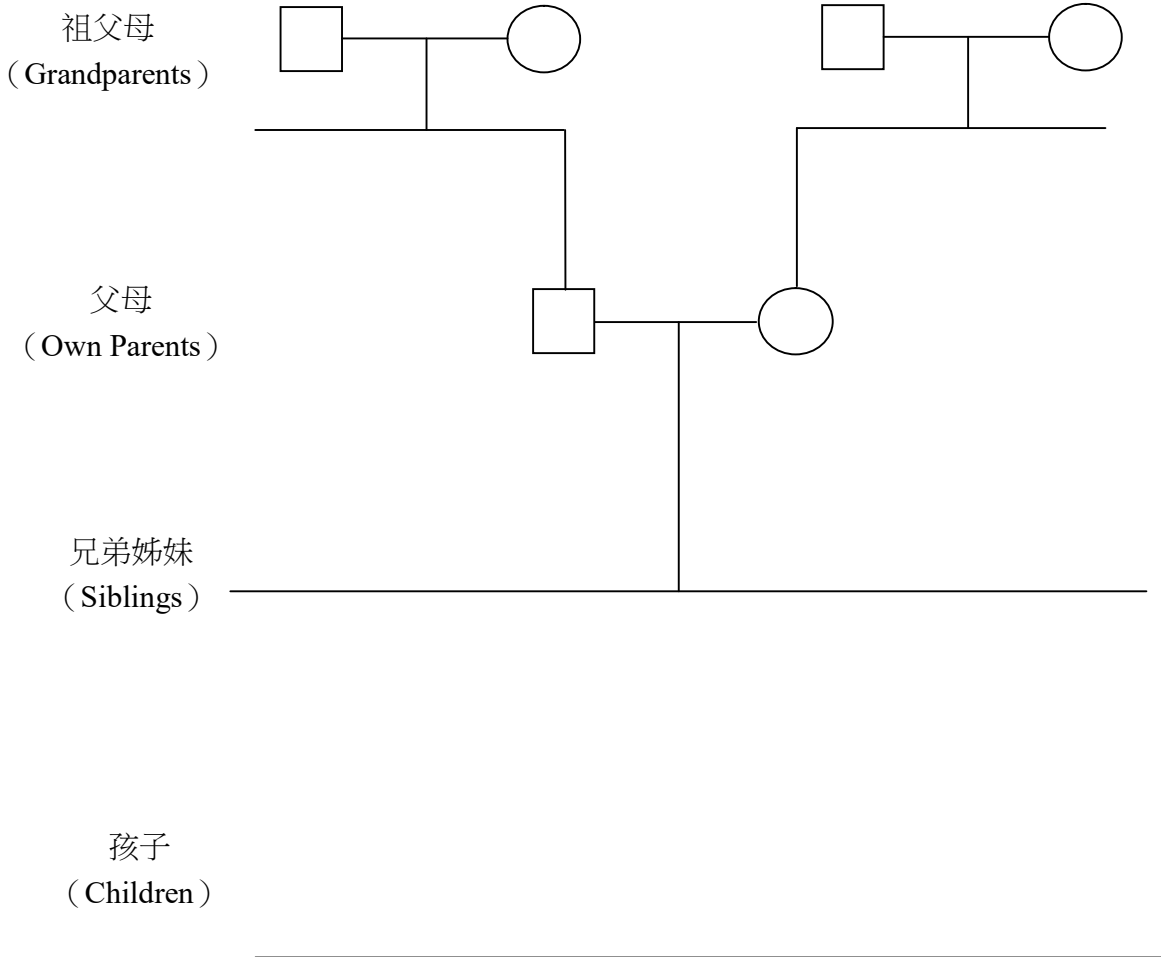 祖父母
（Grandparents）
父母
（Own Parents）
兄弟姊妹
（Siblings）
孩子
（Children）